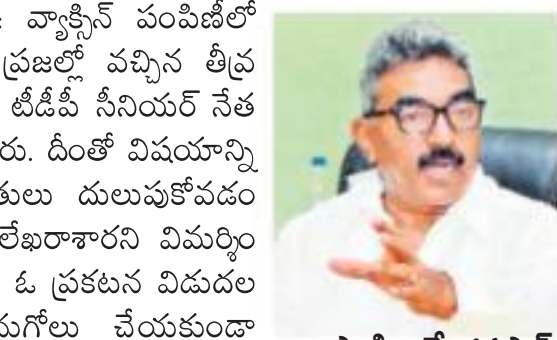 వ్యాక్సిన్ పంపిణీలో
ప్రజల్లో వచ్చిన తీవ్ర
టీడీపీ సీనియర్ నేత
రు. దీంతో విషయాన్ని
తులు దులుపుకోవడం
లేఖరాశారని విమర్శిం
ఓ ప్రకటన విడుదల
నుగోలు చేయకుండా